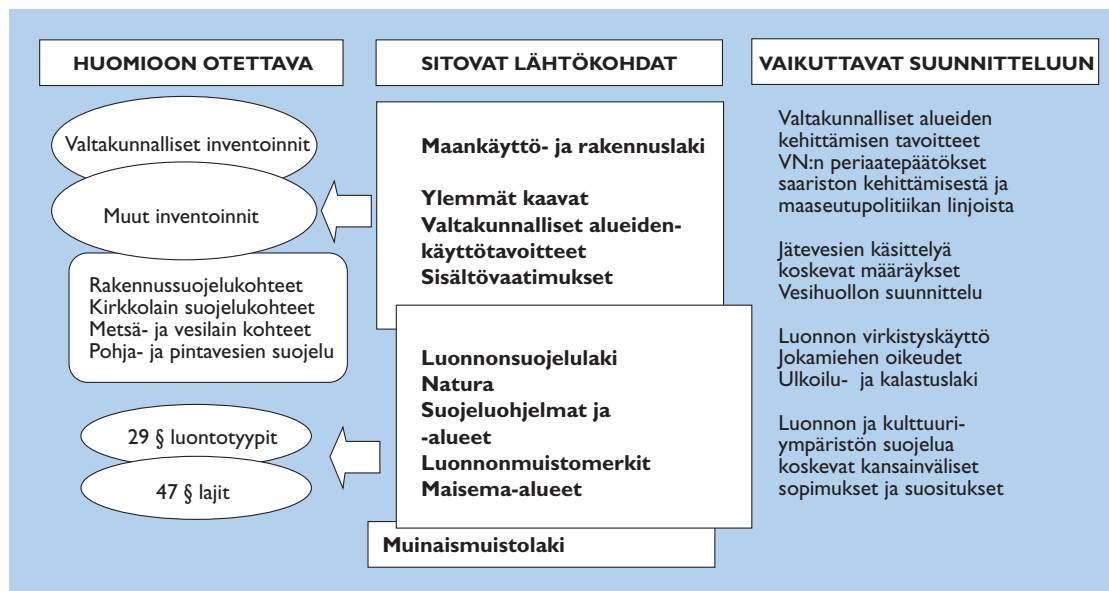 HUOMIOON OTETTAVA
Valtakunnalliset inventoinnit
Muut inventoinnit
Rakennussuojelukohteet
Kirkkolain suojelukohteet
Metsä- ja vesilain kohteet
Pohja- ja pintavesien suojelu
29 § luontotyypit
47 § lajit
SITOVAT LÄHTÖKOHDAT
Maankäyttö- ja rakennuslaki
Ylemmät kaavat
Valtakunnalliset alueiden-
käyttötavoitteet
Sisältövaatimukset
Luonnonsuojelulaki
Natura
Suojeluohjelmat ja
-alueet
Luonnonmuistomerkit
Maisema-alueet
Muinaismuistolaki
VAIKUTTAVAT SUUNNITTELUUN
Valtakunnalliset alueiden
kehittämisen tavoitteet
VN:n periaatepäätökset
saariston kehittämisestä ja
maaseutupolitiikan linjoista
Jätevesien käsittelyä
koskevat määräykset
Vesihuollon suunnittelu
Luonnon virkistyskäyttö
Jokamiehen oikeudet
Ulkoilu- ja kalastuslaki
Luonnon ja kulttuuri-
ympäristön suojelua
koskevat kansainväliset
sopimukset ja suositukset